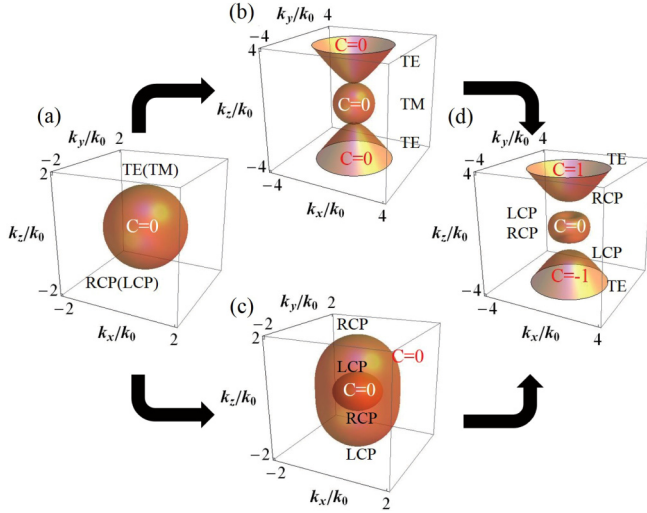 (a)
k_y/k_0
-2
2
2
TE(TM)
C=0
k_z/k_0
RCP(LCP)
-2
-2
k_x/k_0
2
(b)
k_y/k_0
-4
4
4
C=0
TE
k_z/k_0
C=0
TM
TE
C=0
-4
-4
k_x/k_0
4
(c)
k_y/k_0
-2
2
2
RCP
C=0
LCP
C=0
k_z/k_0
RCP
LCP
-2
-2
k_x/k_0
2
(d)
k_y/k_0
-4
4
4
TE
C=1
RCP
LCP
k_z/k_0
C=0
RCP
LCP
C=-1
TE
-4
-4
k_x/k_0
4